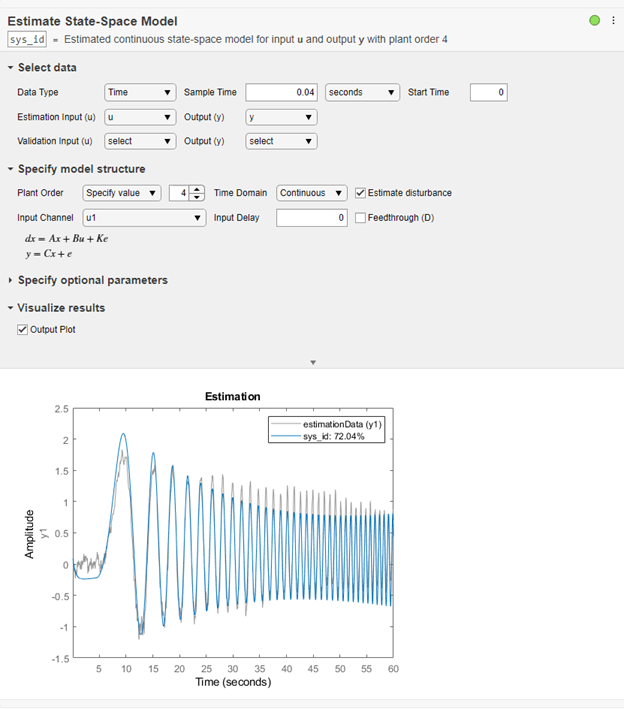 Estimate State-Space Model
sys_id = Estimated continuous state-space model for input u and output y with plant order 4
Select data
Data Type Time Sample Time 0.04 seconds Start Time 0
Estimation Input (u) u Output (y) y
Validation Input (u) select Output (y) select
Specify model structure
Plant Order Specify value 4 Time Domain Continuous Estimate disturbance
Input Channel u1 Input Delay 0 Feedthrough (D)
dx = Ax + Bu + Ke
y = Cx + e
Specify optional parameters
Visualize results
Output Plot
Estimation
estimationData (y1)
sys_id: 72.04%
2.5
2
1.5
1
0.5
0
-0.5
-1
-1.5
Amplitude
y1
5 10 15 20 25 30 35 40 45 50 55 60
Time (seconds)